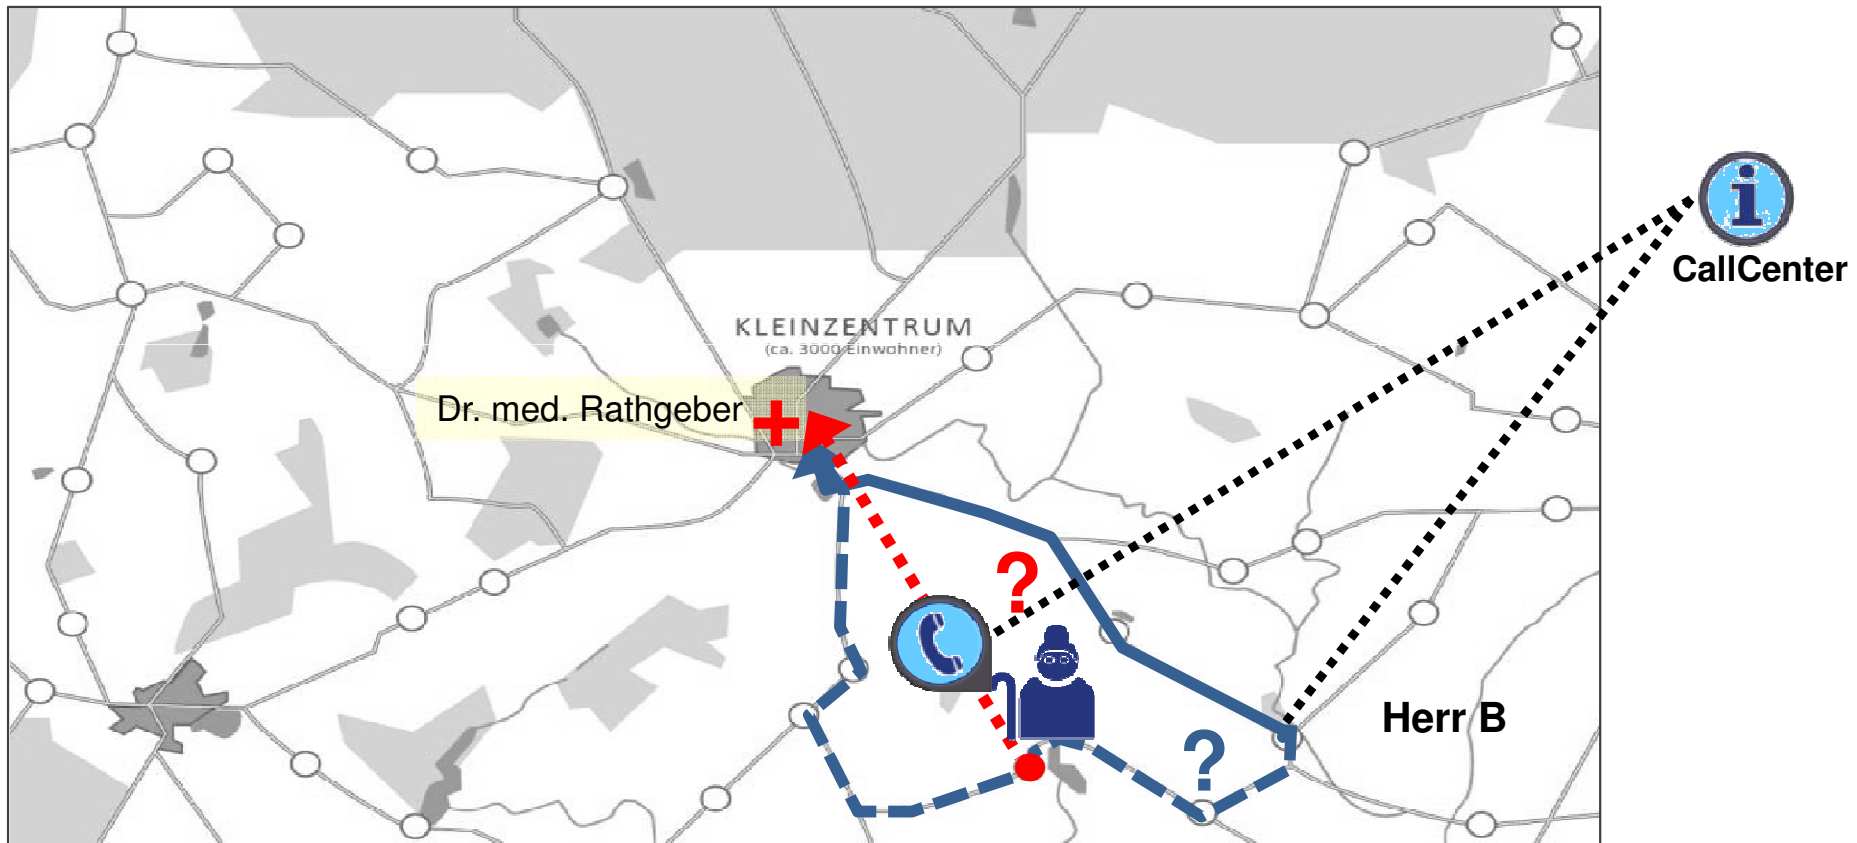 CallCenter
KLEINZENTRUM
(ca. 3000 Einwohner)
Dr. med. Rathgeber
?
Herr B
?